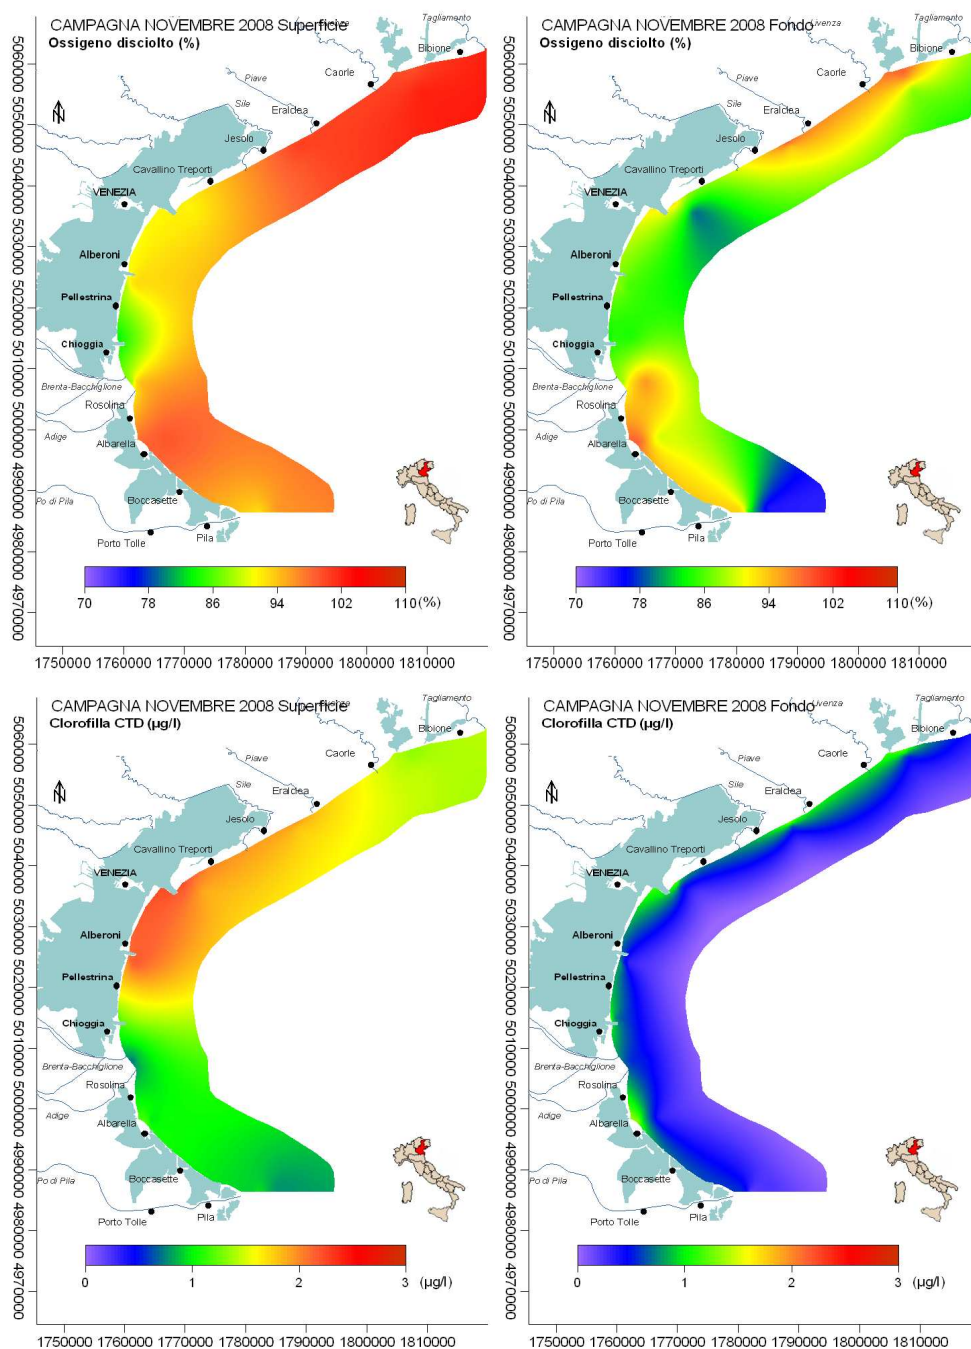 CAMPAGNA NOVEMBRE 2008 Superficie
Ossigeno disciolto (%)
Tagliamento
Bibione
Caorle
Piave
Eraldea
Sile
Jesolo
Cavallino Treporti
VENEZIA
Alberoni
Pellestrina
Chioggia
Brenta-Bacchiglione
Rosolina
Adige
Albarella
Po di Pila
Boccasette
Porto Tolle
Pila
N
5060000
5050000
5040000
5030000
5020000
5010000
5000000
4990000
4980000
4970000
70 78 86 94 102 110 (%)
1750000 1760000 1770000 1780000 1790000 1800000 1810000
CAMPAGNA NOVEMBRE 2008 Fondo
Livenza
Ossigeno disciolto (%)
Tagliamento
Bibione
Caorle
Piave
Eraldea
Sile
Jesolo
Cavallino Treporti
VENEZIA
Alberoni
Pellestrina
Chioggia
Brenta-Bacchiglione
Rosolina
Adige
Albarella
Po di Pila
Boccasette
Porto Tolle
Pila
N
5060000
5050000
5040000
5030000
5020000
5010000
5000000
4990000
4980000
4970000
70 78 86 94 102 110 (%)
1750000 1760000 1770000 1780000 1790000 1800000 1810000
CAMPAGNA NOVEMBRE 2008 Superficie
Clorofilla CTD (µg/l)
Tagliamento
Bibione
Caorle
Piave
Eraldea
Sile
Jesolo
Cavallino Treporti
VENEZIA
Alberoni
Pellestrina
Chioggia
Brenta-Bacchiglione
Rosolina
Adige
Albarella
Po di Pila
Boccasette
Porto Tolle
Pila
N
5060000
5050000
5040000
5030000
5020000
5010000
5000000
4990000
4980000
4970000
0 1 2 3 (µg/l)
1750000 1760000 1770000 1780000 1790000 1800000 1810000
CAMPAGNA NOVEMBRE 2008 Fondo
Livenza
Clorofilla CTD (µg/l)
Tagliamento
Bibione
Caorle
Piave
Eraldea
Sile
Jesolo
Cavallino Treporti
VENEZIA
Alberoni
Pellestrina
Chioggia
Brenta-Bacchiglione
Rosolina
Adige
Albarella
Po di Pila
Boccasette
Porto Tolle
Pila
N
5060000
5050000
5040000
5030000
5020000
5010000
5000000
4990000
4980000
4970000
0 1 2 3 (µg/l)
1750000 1760000 1770000 1780000 1790000 1800000 1810000